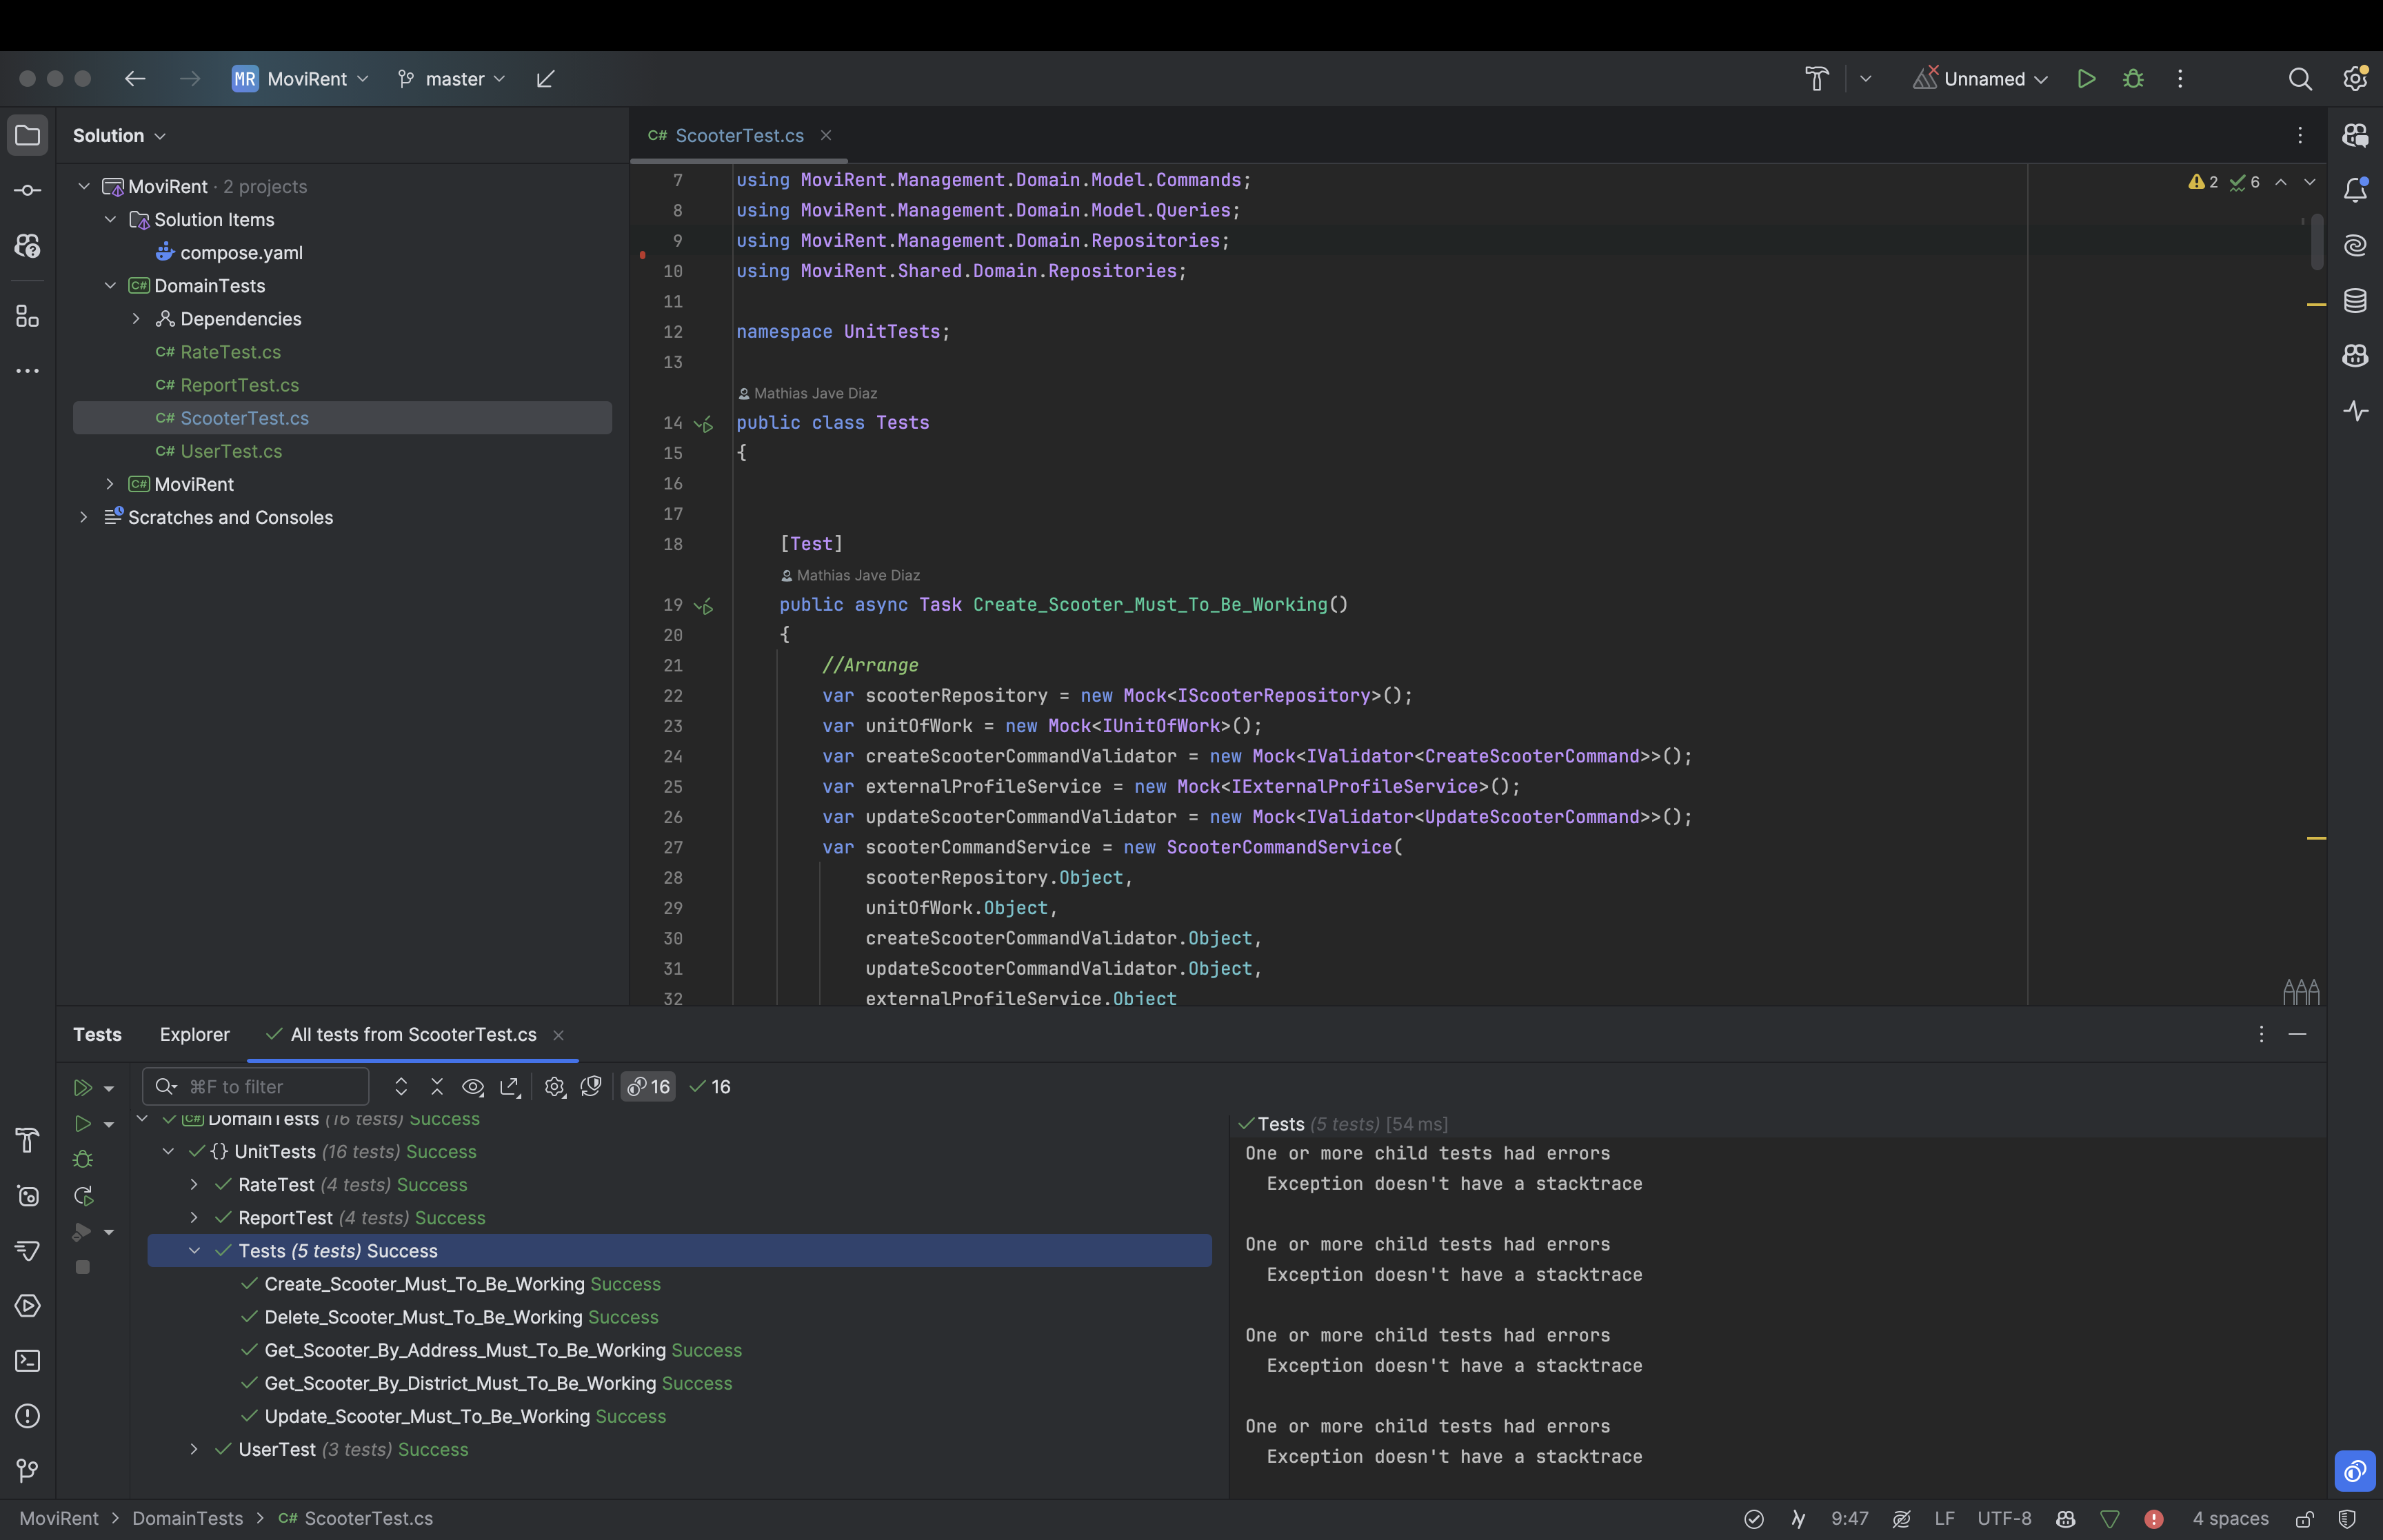 MR MoviRent master
Unnamed
Solution
C# ScooterTest.cs
MoviRent · 2 projects
Solution Items
compose.yaml
C# DomainTests
Dependencies
C# RateTest.cs
C# ReportTest.cs
C# ScooterTest.cs
C# UserTest.cs
C# MoviRent
Scratches and Consoles
2 6
7 using MoviRent.Management.Domain.Model.Commands;
8 using MoviRent.Management.Domain.Model.Queries;
9 using MoviRent.Management.Domain.Repositories;
10 using MoviRent.Shared.Domain.Repositories;
11
12 namespace UnitTests;
13
Mathias Jave Diaz
14 public class Tests
15 {
16
17
18 [Test]
Mathias Jave Diaz
19 public async Task Create_Scooter_Must_To_Be_Working()
20 {
21 //Arrange
22 var scooterRepository = new Mock<IScooterRepository>();
23 var unitOfWork = new Mock<IUnitOfWork>();
24 var createScooterCommandValidator = new Mock<IValidator<CreateScooterCommand>>();
25 var externalProfileService = new Mock<IExternalProfileService>();
26 var updateScooterCommandValidator = new Mock<IValidator<UpdateScooterCommand>>();
27 var scooterCommandService = new ScooterCommandService(
28 scooterRepository.Object,
29 unitOfWork.Object,
30 createScooterCommandValidator.Object,
31 updateScooterCommandValidator.Object,
32 externalProfileService.Object
Tests Explorer All tests from ScooterTest.cs
⌘F to filter 16 16
C# DomainTests (16 tests) Success
{} UnitTests (16 tests) Success
RateTest (4 tests) Success
ReportTest (4 tests) Success
Tests (5 tests) Success
Create_Scooter_Must_To_Be_Working Success
Delete_Scooter_Must_To_Be_Working Success
Get_Scooter_By_Address_Must_To_Be_Working Success
Get_Scooter_By_District_Must_To_Be_Working Success
Update_Scooter_Must_To_Be_Working Success
UserTest (3 tests) Success
Tests (5 tests) [54 ms]
One or more child tests had errors
Exception doesn't have a stacktrace
One or more child tests had errors
Exception doesn't have a stacktrace
One or more child tests had errors
Exception doesn't have a stacktrace
One or more child tests had errors
Exception doesn't have a stacktrace
MoviRent > DomainTests > C# ScooterTest.cs
9:47 LF UTF-8 4 spaces